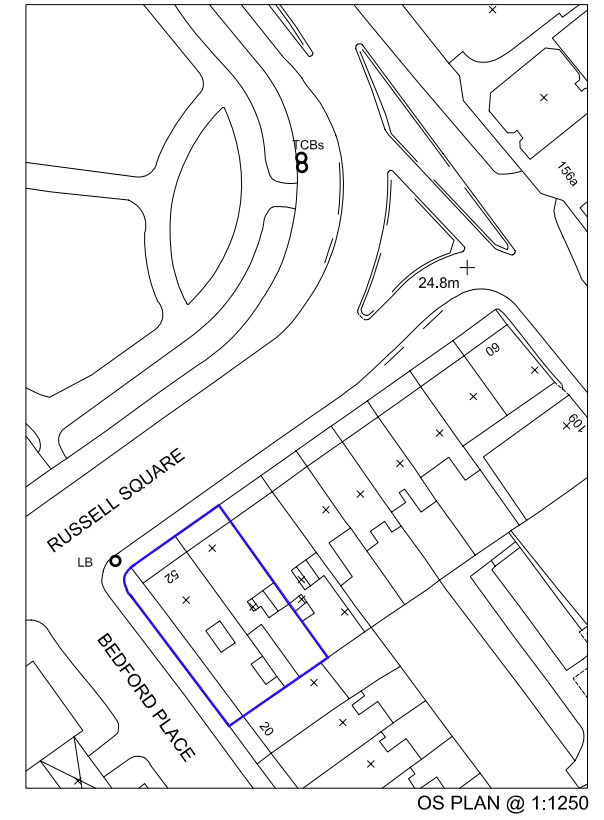 TCBs
156a
24.8m
60
109
RUSSELL SQUARE
LB
52
BEDFORD PLACE
20
OS PLAN @ 1:1250